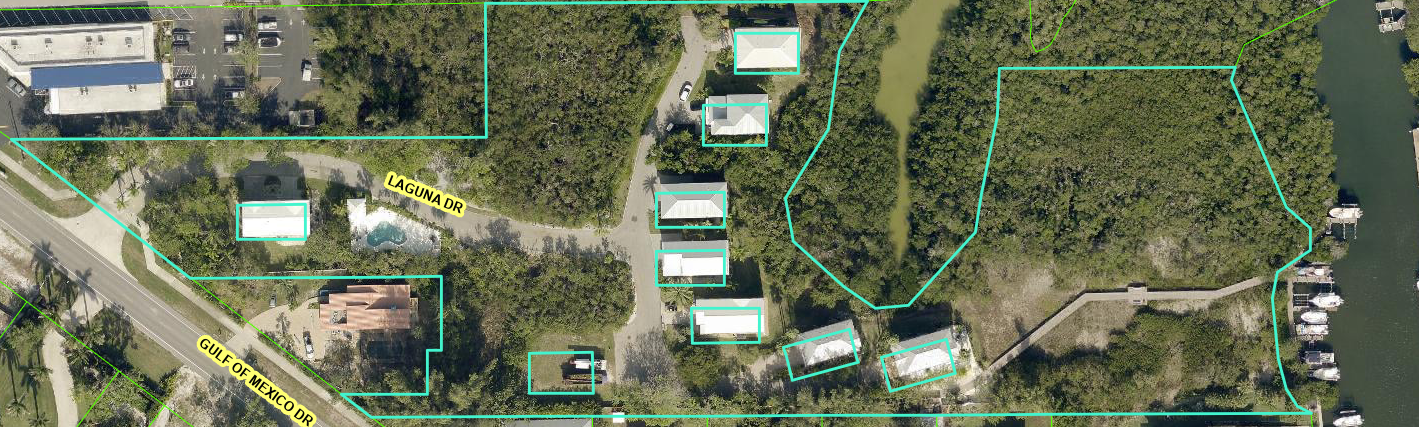 LAGUNA DR
GULF OF MEXICO DR